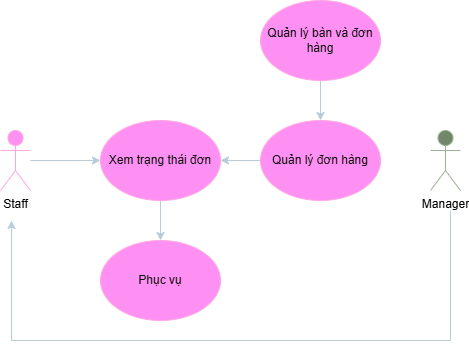 Quản lý bàn và đơn
hàng
Xem trạng thái đơn
Quản lý đơn hàng
Staff
Manager
Phục vụ